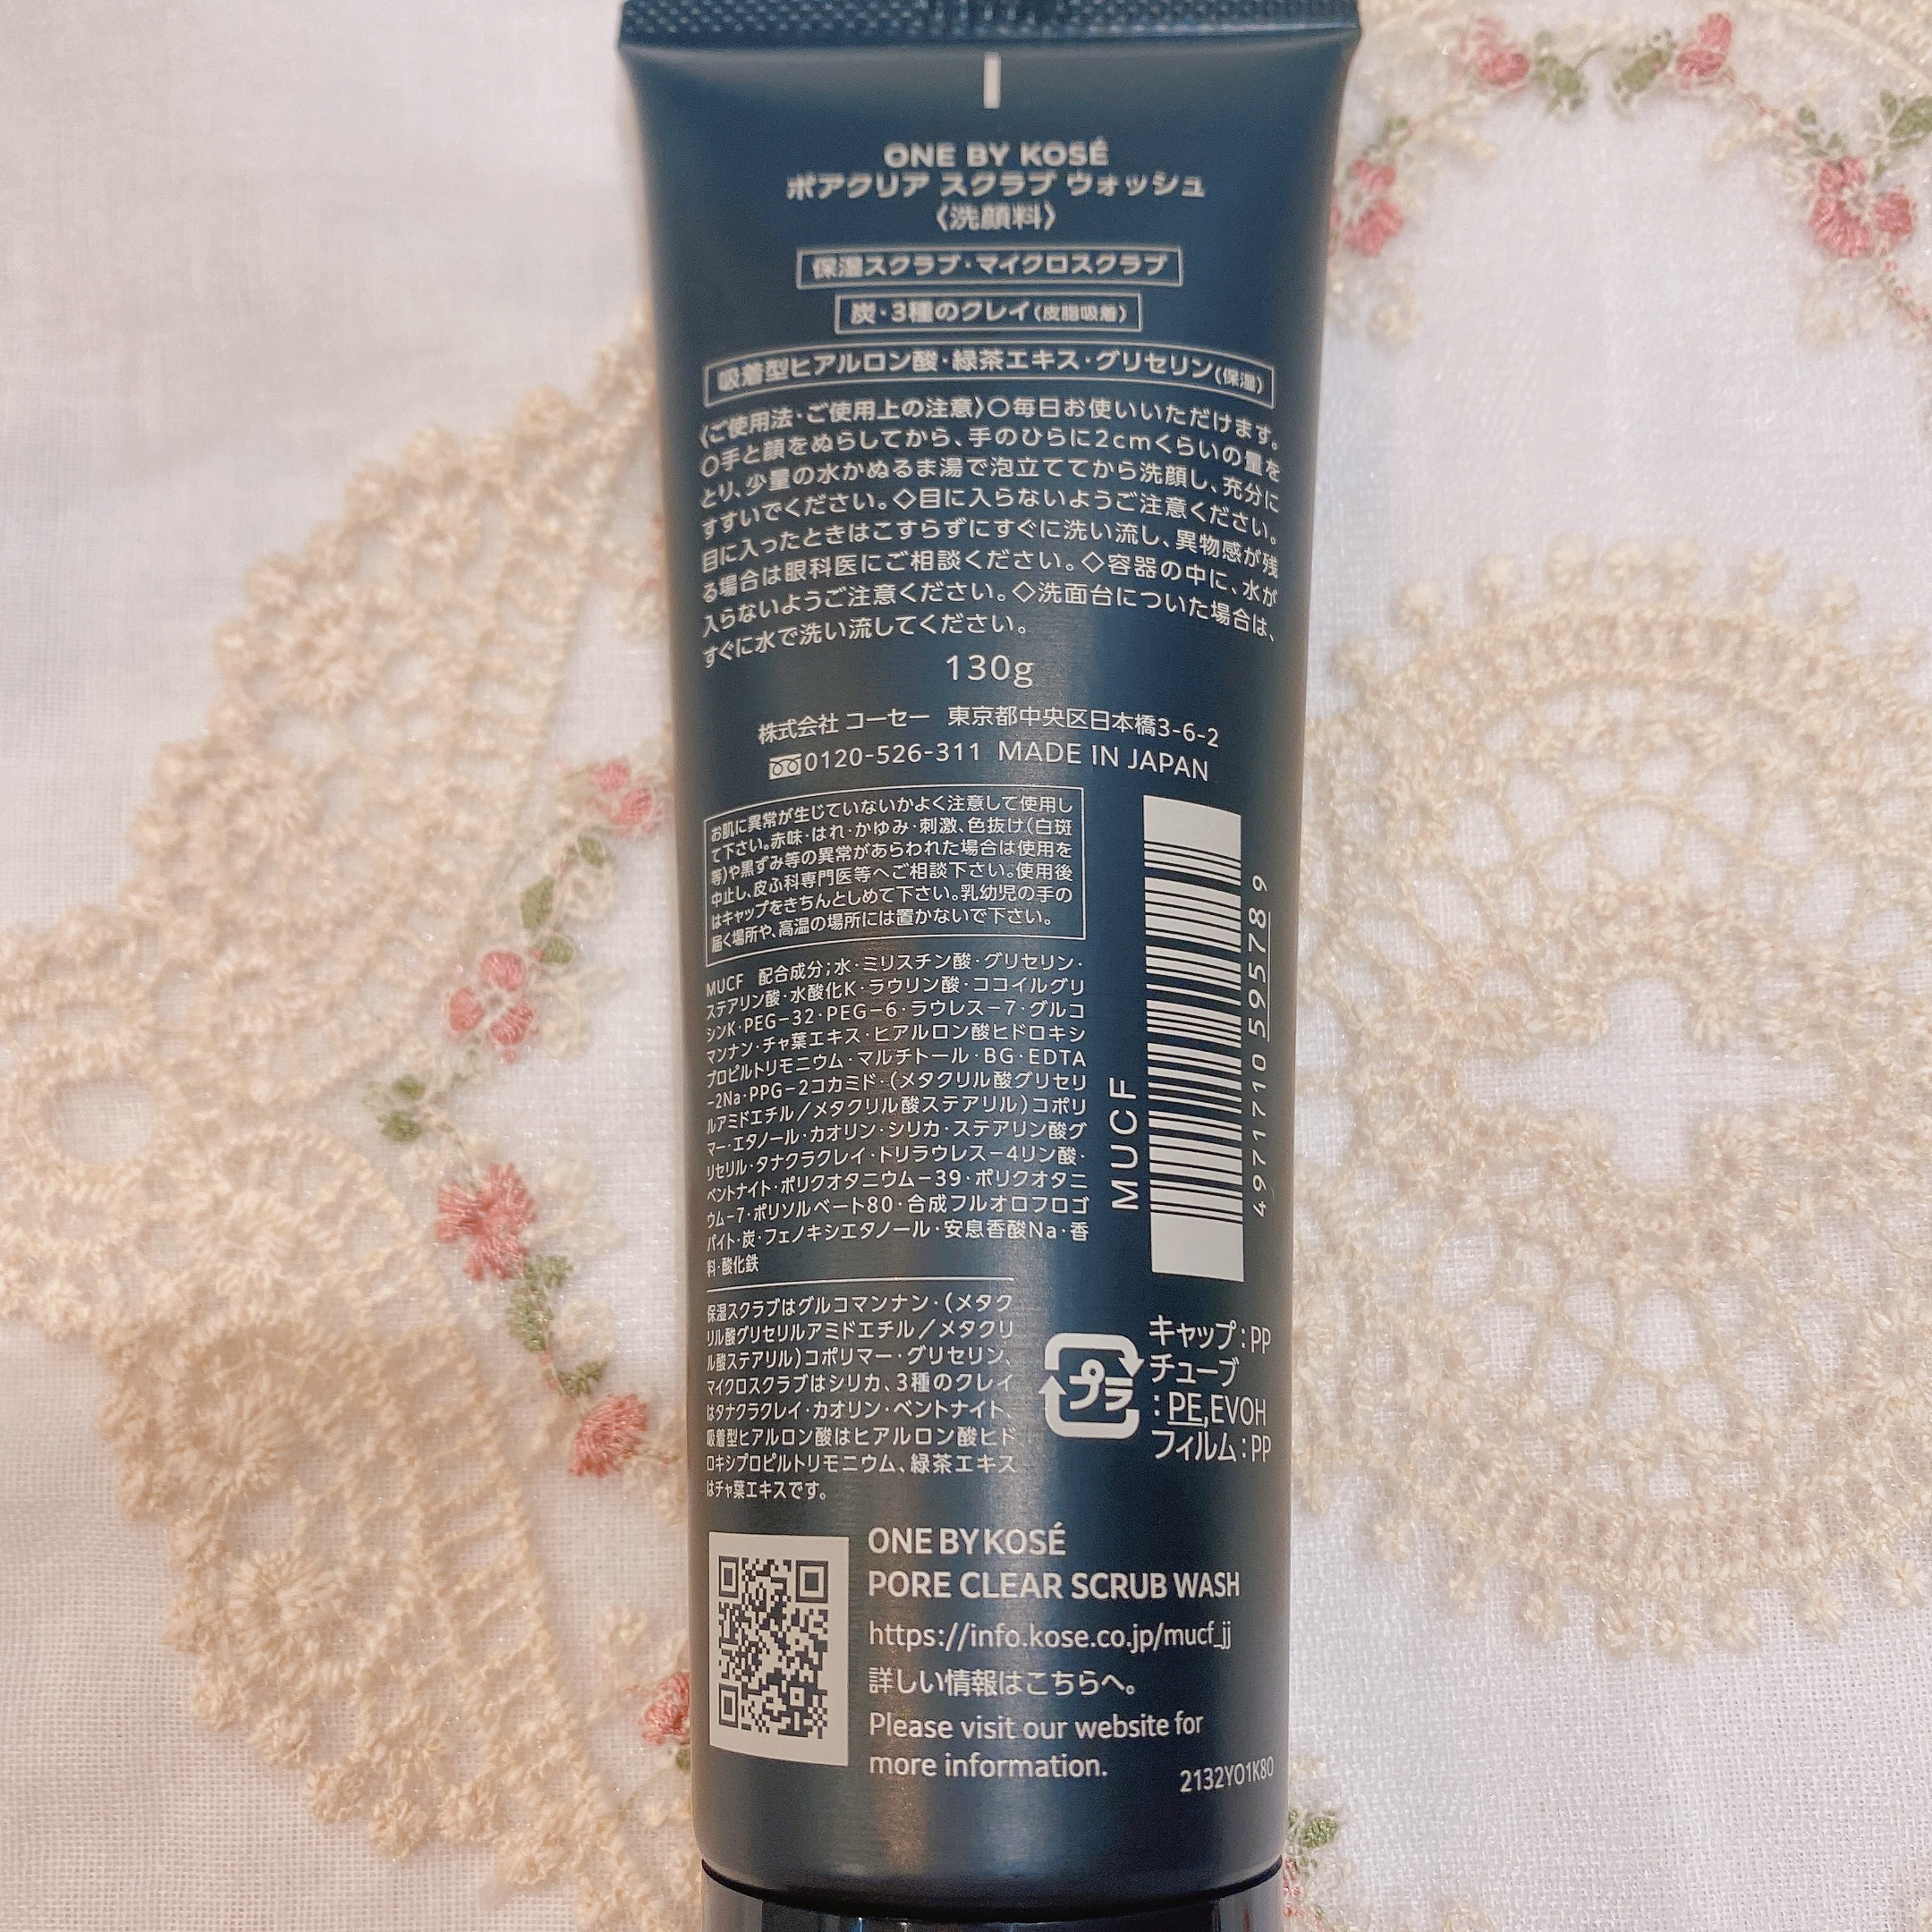 ONE BY KOSÉ
ポアクリア スクラブ ウォッシュ
〈洗顔料〉
保湿スクラブ・マイクロスクラブ
炭・3種のクレイ(皮脂吸着)
吸着型ヒアルロン酸・緑茶エキス・グリセリン(保湿)
〈ご使用法・ご使用上の注意〉○毎日お使いいただけます。
○手と顔をぬらしてから、手のひらに2cmくらいの量を
とり、少量の水かぬるま湯で泡立ててから洗顔し、充分に
すすいでください。◇目に入らないようご注意ください。
目に入ったときはこすらずにすぐに洗い流し、異物感が残
る場合は眼科医にご相談ください。◇容器の中に、水が
入らないようご注意ください。◇洗面台についた場合は、
すぐに水で洗い流してください。
130g
株式会社 コーセー 東京都中央区日本橋3-6-2
0120-526-311 MADE IN JAPAN
お肌に異常が生じていないかよく注意して使用し
て下さい。赤味・はれ・かゆみ・刺激、色抜け(白斑
等)や黒ずみ等の異常があらわれた場合は使用を
中止し、皮ふ科専門医等へご相談下さい。使用後
はキャップをきちんとしめて下さい。乳幼児の手の
届く場所や、高温の場所には置かないで下さい。
MUCF 配合成分;水・ミリスチン酸・グリセリン・
ステアリン酸・水酸化K・ラウリン酸・ココイルグリ
シンK・PEG-32・PEG-6・ラウレス-7・グルコ
マンナン・チャ葉エキス・ヒアルロン酸ヒドロキシ
プロピルトリモニウム・マルチトール・BG・EDTA
-2Na・PPG-2コカミド・(メタクリル酸グリセリ
ルアミドエチル/メタクリル酸ステアリル)コポリ
マー・エタノール・カオリン・シリカ・ステアリン酸グ
リセリル・タナクラクレイ・トリラウレス-4リン酸・
ベントナイト・ポリクオタニウム-39・ポリクオタニ
ウム-7・ポリソルベート80・合成フルオロフロゴ
パイト・炭・フェノキシエタノール・安息香酸Na・香
料・酸化鉄
MUCF
4971710 595789
保湿スクラブはグルコマンナン・(メタク
リル酸グリセリルアミドエチル/メタクリ
ル酸ステアリル)コポリマー・グリセリン、
マイクロスクラブはシリカ、3種のクレイ
はタナクラクレイ・カオリン・ベントナイト、
吸着型ヒアルロン酸はヒアルロン酸ヒド
ロキシプロピルトリモニウム、緑茶エキス
はチャ葉エキスです。
プラ
キャップ:PP
チューブ
:PE,EVOH
フィルム:PP
ONE BY KOSÉ
PORE CLEAR SCRUB WASH
https://info.kose.co.jp/mucf_jj
詳しい情報はこちらへ。
Please visit our website for
more information.
2132YO1K80